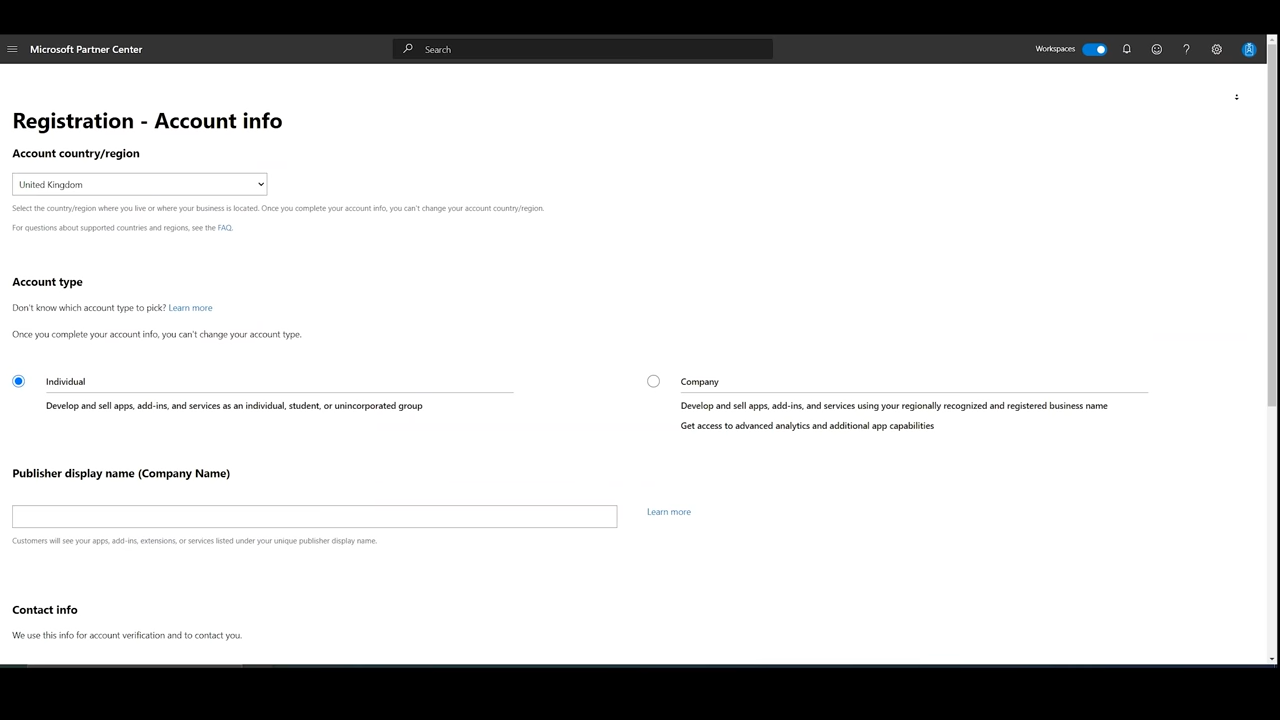 Microsoft Partner Center
Search
Workspaces
Registration - Account info
Account country/region
United Kingdom
Select the country/region where you live or where your business is located. Once you complete your account info, you can't change your account country/region.
For questions about supported countries and regions, see the FAQ.
Account type
Don't know which account type to pick? Learn more
Once you complete your account info, you can't change your account type.
Individual
Develop and sell apps, add-ins, and services as an individual, student, or unincorporated group
Company
Develop and sell apps, add-ins, and services using your regionally recognized and registered business name
Get access to advanced analytics and additional app capabilities
Publisher display name (Company Name)
Learn more
Customers will see your apps, add-ins, extensions, or services listed under your unique publisher display name.
Contact info
We use this info for account verification and to contact you.